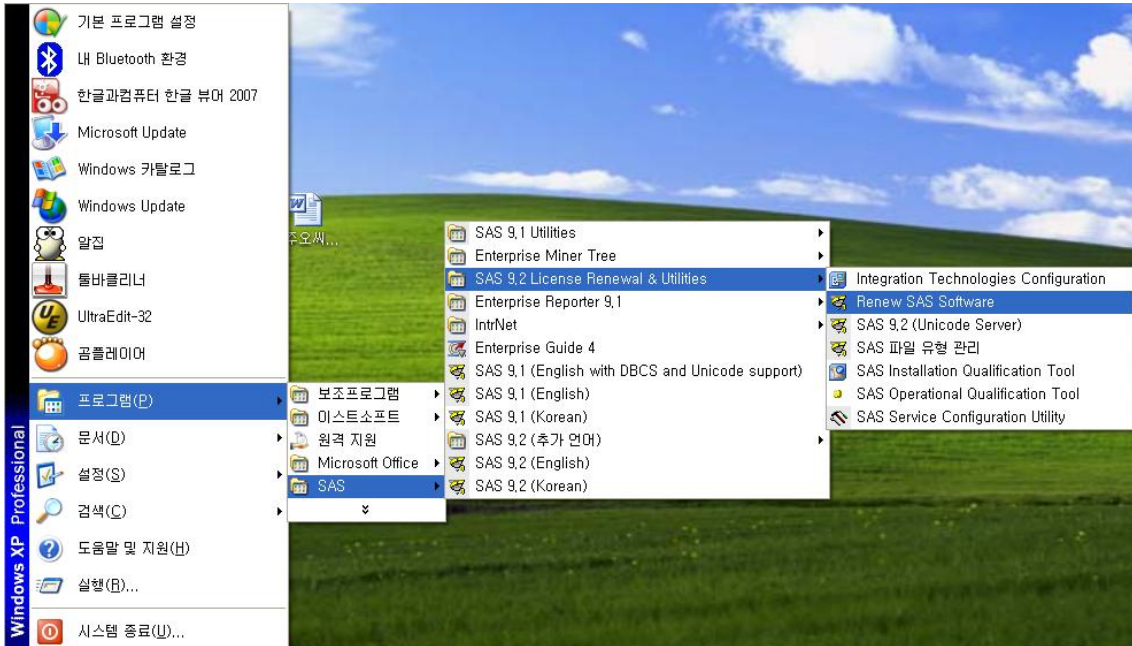 기본 프로그램 설정
내 Bluetooth 환경
한글과컴퓨터 한글 뷰어 2007
Microsoft Update
Windows 카탈로그
Windows Update
알집
툴바클리너
UltraEdit-32
곰플레이어
프로그램(P)
문서(D)
설정(S)
검색(C)
도움말 및 지원(H)
실행(R)...
시스템 종료(U)...
Windows XP Professional
보조프로그램
이스트소프트
원격 지원
Microsoft Office
SAS
SAS 9.1 Utilities
Enterprise Miner Tree
SAS 9.2 License Renewal & Utilities
Enterprise Reporter 9.1
IntrNet
Enterprise Guide 4
SAS 9.1 (English with DBCS and Unicode support)
SAS 9.1 (English)
SAS 9.1 (Korean)
SAS 9.2 (추가 언어)
SAS 9.2 (English)
SAS 9.2 (Korean)
Integration Technologies Configuration
Renew SAS Software
SAS 9.2 (Unicode Server)
SAS 파일 유형 관리
SAS Installation Qualification Tool
SAS Operational Qualification Tool
SAS Service Configuration Utility